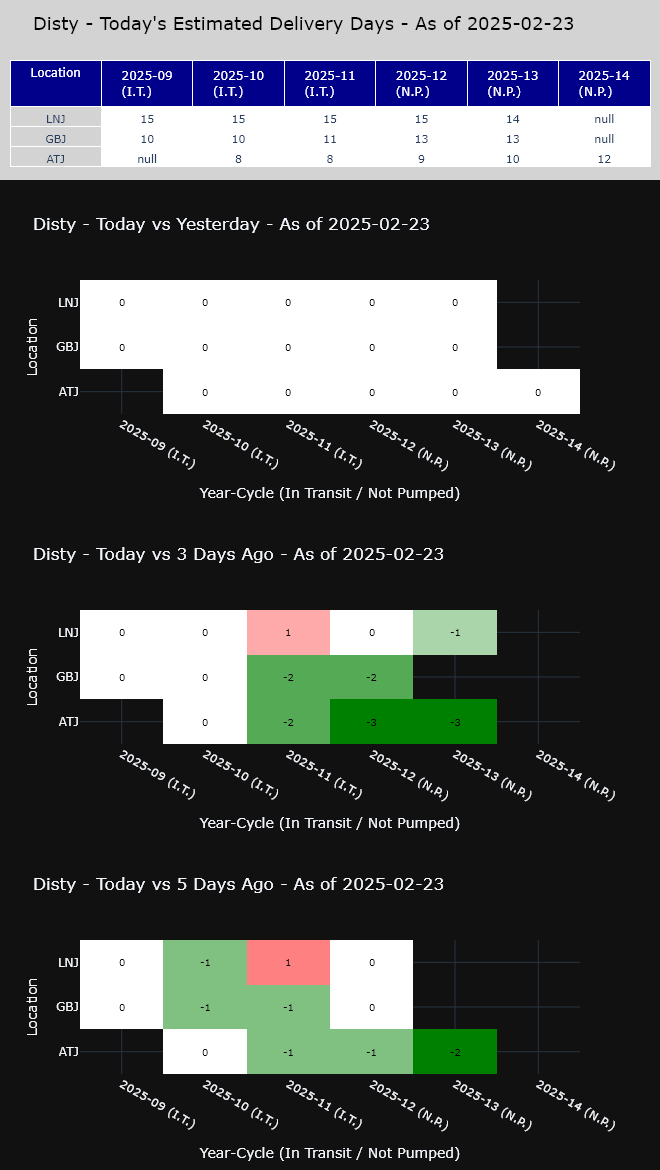 Disty - Today's Estimated Delivery Days - As of 2025-02-23
Location 2025-09 (I.T.) 2025-10 (I.T.) 2025-11 (I.T.) 2025-12 (N.P.) 2025-13 (N.P.) 2025-14 (N.P.)
LNJ 15 15 15 15 14 null
GBJ 10 10 11 13 13 null
ATJ null 8 8 9 10 12
Disty - Today vs Yesterday - As of 2025-02-23
Location
LNJ 0 0 0 0 0
GBJ 0 0 0 0 0
ATJ 0 0 0 0 0
2025-09 (I.T.) 2025-10 (I.T.) 2025-11 (I.T.) 2025-12 (N.P.) 2025-13 (N.P.) 2025-14 (N.P.)
Year-Cycle (In Transit / Not Pumped)
Disty - Today vs 3 Days Ago - As of 2025-02-23
Location
LNJ 0 0 1 0 -1
GBJ 0 0 -2 -2
ATJ 0 -2 -3 -3
2025-09 (I.T.) 2025-10 (I.T.) 2025-11 (I.T.) 2025-12 (N.P.) 2025-13 (N.P.) 2025-14 (N.P.)
Year-Cycle (In Transit / Not Pumped)
Disty - Today vs 5 Days Ago - As of 2025-02-23
Location
LNJ 0 -1 1 0
GBJ 0 -1 -1 0
ATJ 0 -1 -1 -2
2025-09 (I.T.) 2025-10 (I.T.) 2025-11 (I.T.) 2025-12 (N.P.) 2025-13 (N.P.) 2025-14 (N.P.)
Year-Cycle (In Transit / Not Pumped)